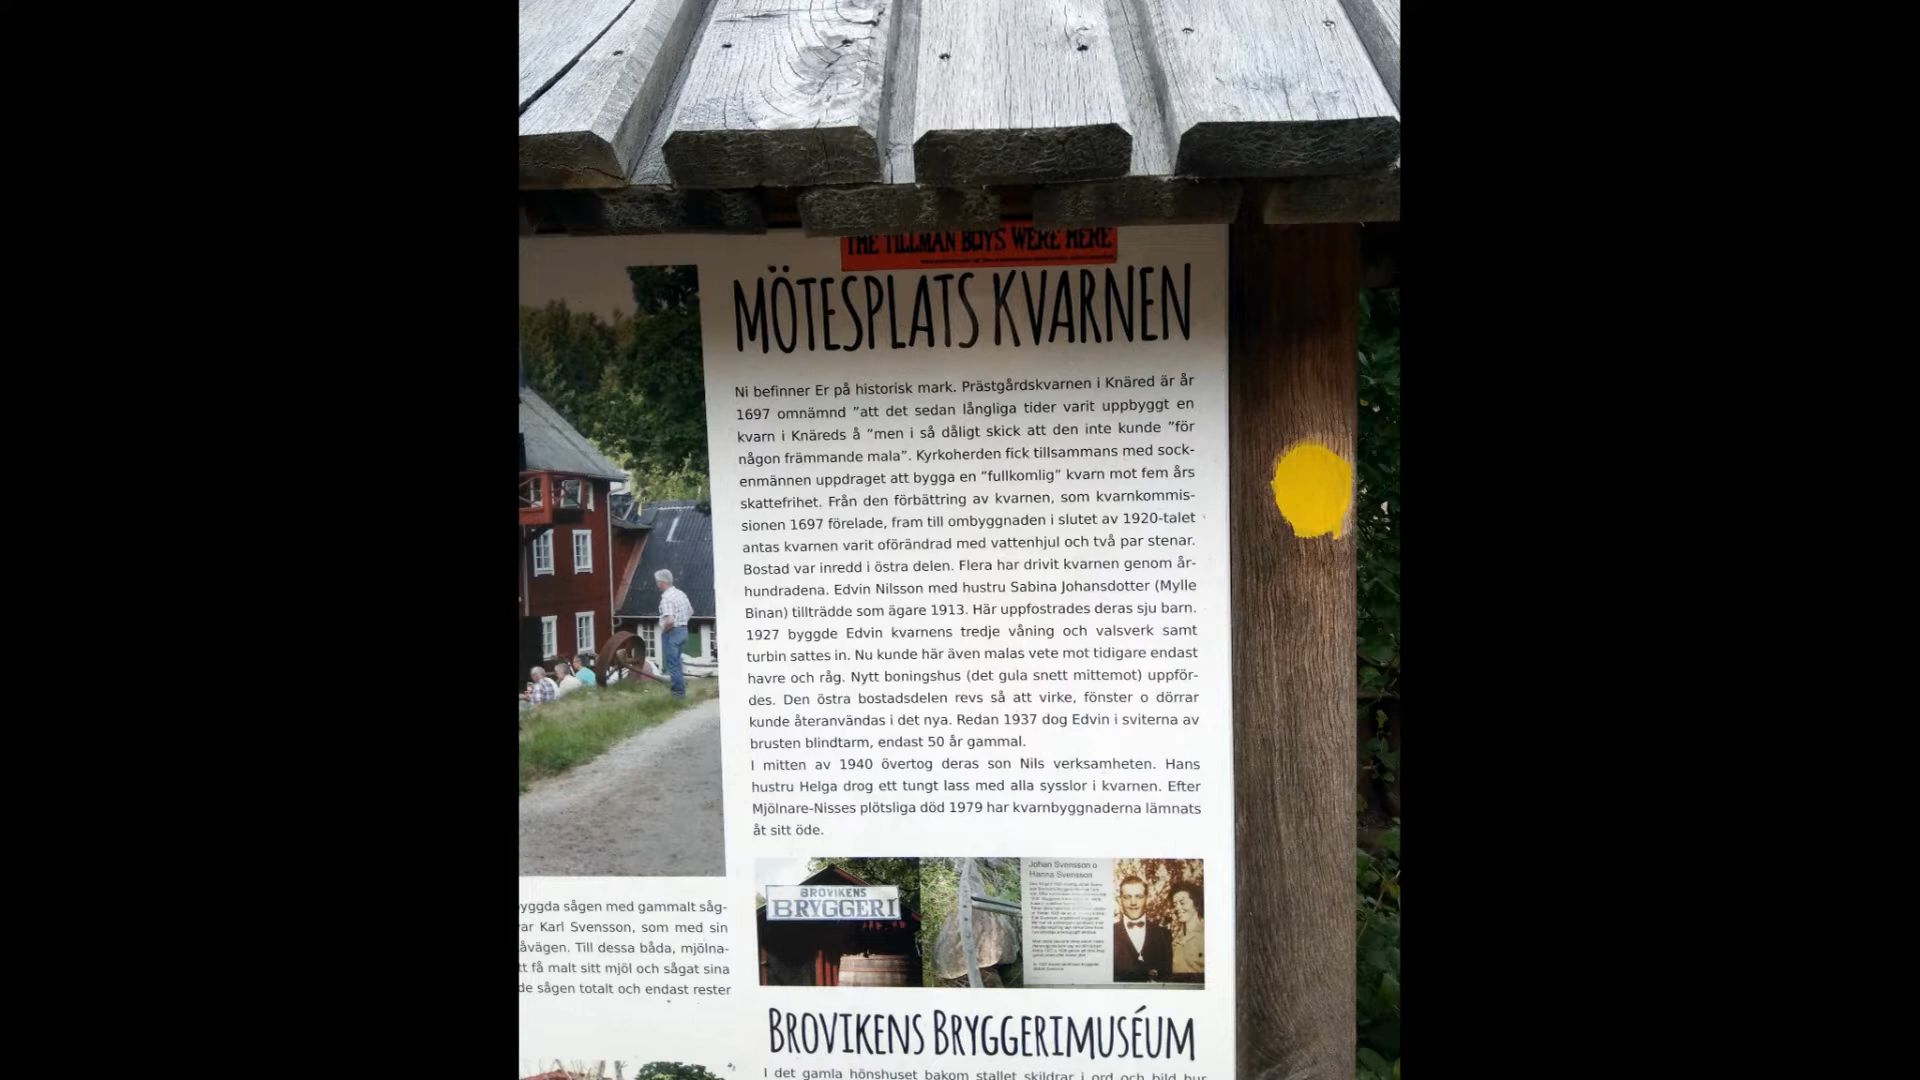 THE TILLMAN BOYS WERE HERE
MÖTESPLATS KVARNEN
Ni befinner Er på historisk mark. Prästgårdskvarnen i Knäred är år
1697 omnämnd ”att det sedan långliga tider varit uppbyggt en
kvarn i Knäreds å ”men i så dåligt skick att den inte kunde ”för
någon främmande mala”. Kyrkoherden fick tillsammans med sock-
enmännen uppdraget att bygga en ”fullkomlig” kvarn mot fem års
skattefrihet. Från den förbättring av kvarnen, som kvarnkommis-
sionen 1697 förelade, fram till ombyggnaden i slutet av 1920-talet
antas kvarnen varit oförändrad med vattenhjul och två par stenar.
Bostad var inredd i östra delen. Flera har drivit kvarnen genom år-
hundradena. Edvin Nilsson med hustru Sabina Johansdotter (Mylle
Binan) tillträdde som ägare 1913. Här uppfostrades deras sju barn.
1927 byggde Edvin kvarnens tredje våning och valsverk samt
turbin sattes in. Nu kunde här även malas vete mot tidigare endast
havre och råg. Nytt boningshus (det gula snett mittemot) uppför-
des. Den östra bostadsdelen revs så att virke, fönster o dörrar
kunde återanvändas i det nya. Redan 1937 dog Edvin i sviterna av
brusten blindtarm, endast 50 år gammal.
I mitten av 1940 övertog deras son Nils verksamheten. Hans
hustru Helga drog ett tungt lass med alla sysslor i kvarnen. Efter
Mjölnare-Nisses plötsliga död 1979 har kvarnbyggnaderna lämnats
åt sitt öde.
yggda sågen med gammalt såg-
ar Karl Svensson, som med sin
åvägen. Till dessa båda, mjölna-
tt få malt sitt mjöl och sågat sina
de sågen totalt och endast rester
BROVIKENS
BRYGGERI
Johan Svensson o
Hanna Svensson
BROVIKENS BRYGGERIMUSÉUM
I det gamla hönshuset bakom stallet skildrar i ord och bild hur